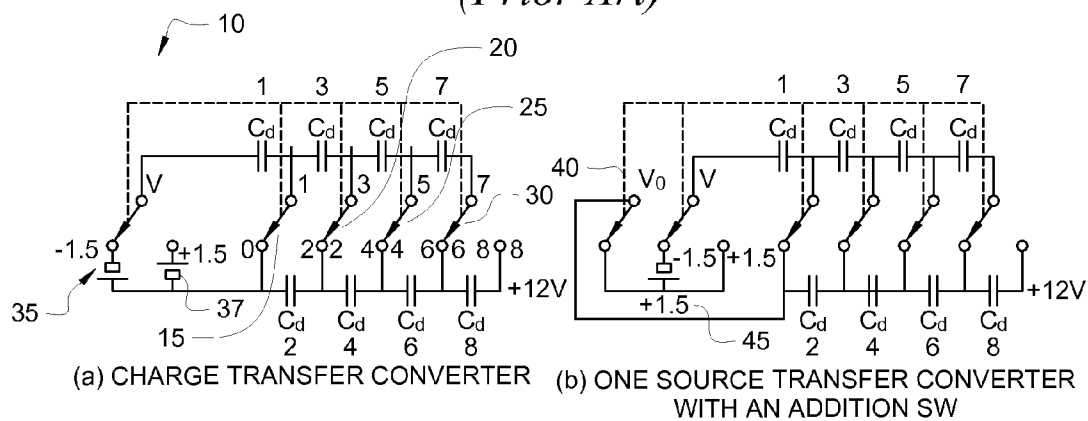 (Prior Art)
10
20
1 3 5 7
25
Cd Cd Cd Cd
V 1 3 5 7
30
-1.5 +1.5 0 2 2 4 4 6 6 8 8
+12V
35
37
15
Cd Cd Cd Cd
2 4 6 8
(a) CHARGE TRANSFER CONVERTER
1 3 5 7
Cd Cd Cd Cd
40
V0 V
-1.5 +1.5
+1.5
+12V
45
Cd Cd Cd Cd
2 4 6 8
(b) ONE SOURCE TRANSFER CONVERTER
WITH AN ADDITION SW